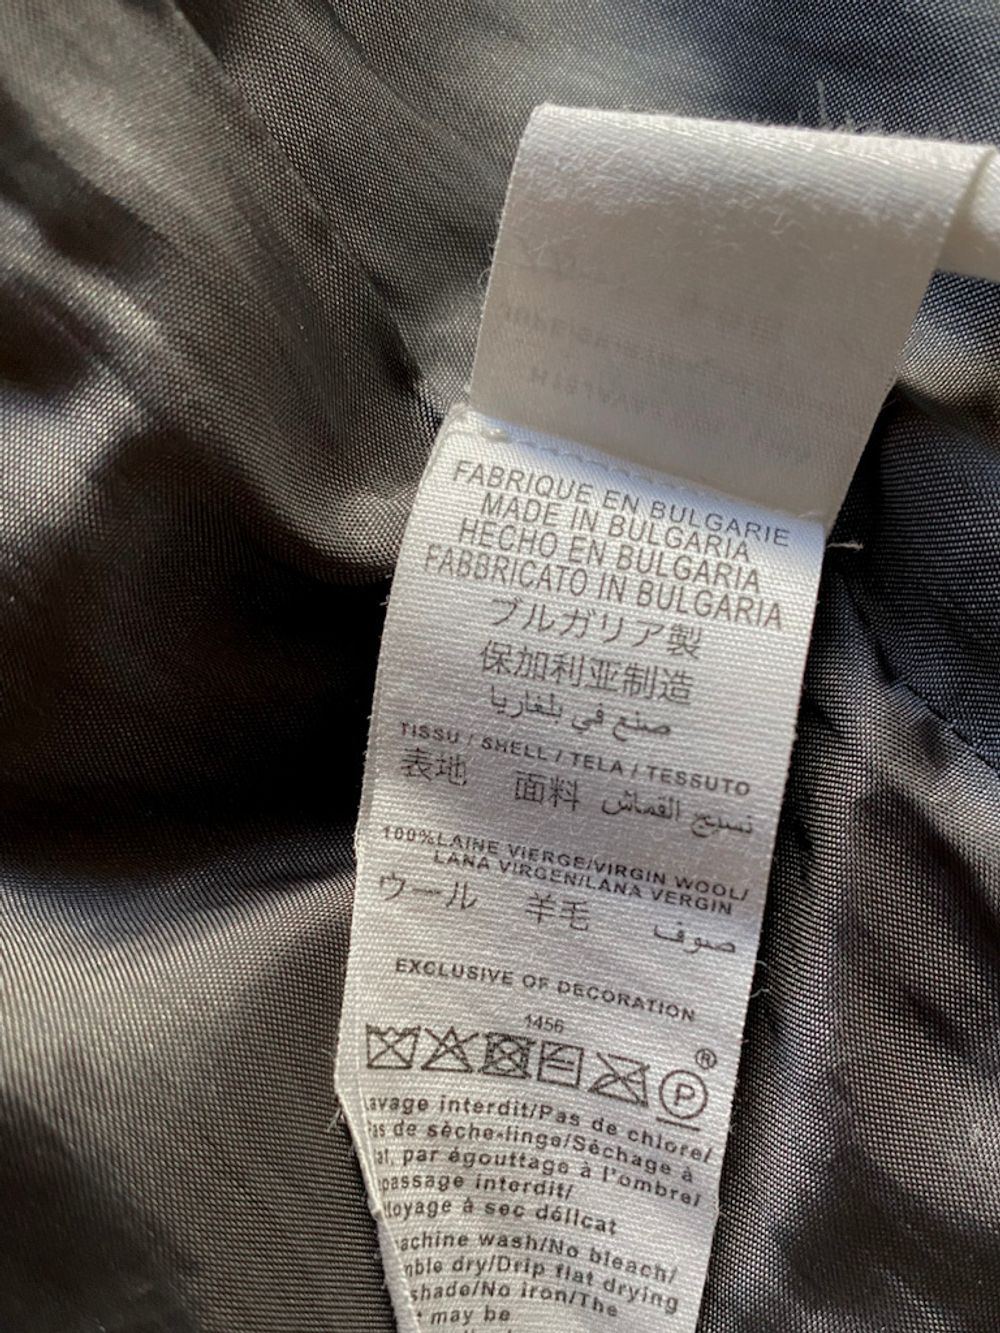 FABRIQUE EN BULGARIE
MADE IN BULGARIA
HECHO EN BULGARIA
FABBRICATO IN BULGARIA
ブルガリア製
保加利亚制造
صنع في بلغاريا
TISSU / SHELL / TELA / TESSUTO
表地 面料 نسيج القماش
100%LAINE VIERGE/VIRGIN WOOL/
LANA VIRGEN/LANA VERGIN
ウール 羊毛 صوف
EXCLUSIVE OF DECORATION
1456
P ®
avage interdit/Pas de chlore/
de sèche-linge/Séchage à
par égouttage à l'ombre/
passage interdit/
oyage à sec délicat
achine wash/No bleach/
mble dry/Drip flat drying
shade/No iron/The
may be